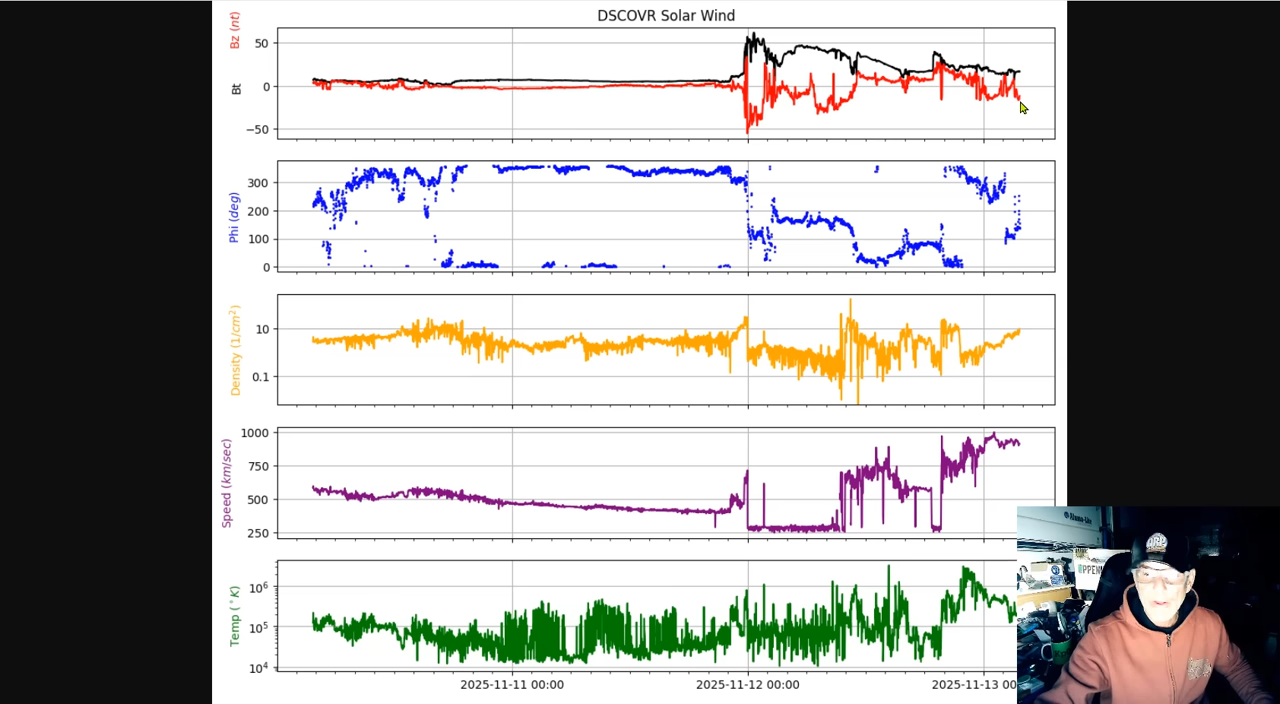 DSCOVR Solar Wind
Bz (nt)
Bt
50
0
−50
Phi (deg)
300
200
100
0
Density (1/cm²)
10
0.1
Speed (km/sec)
1000
750
500
250
Temp (°K)
10⁶
10⁵
10⁴
2025-11-11 00:00
2025-11-12 00:00
2025-11-13 00
PPENN